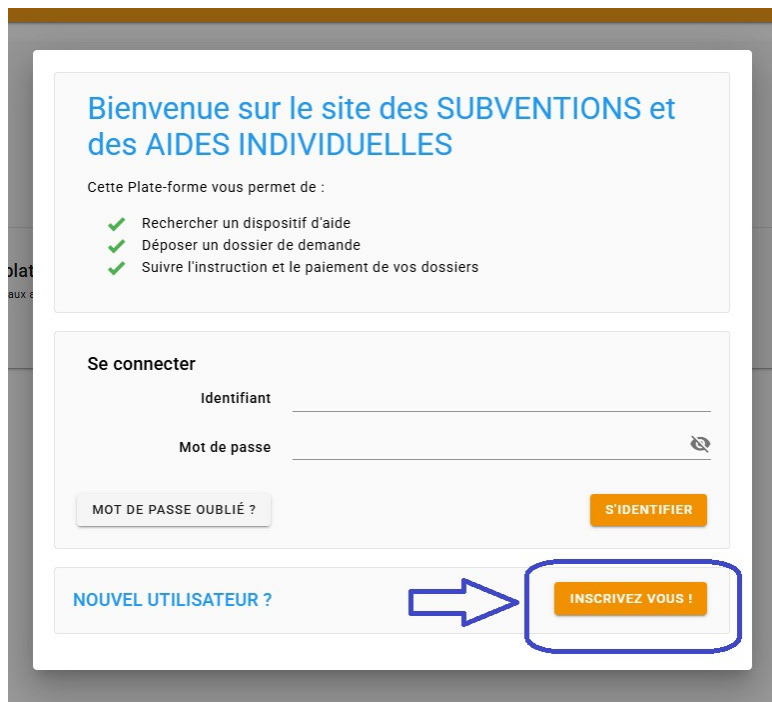 Bienvenue sur le site des SUBVENTIONS et
des AIDES INDIVIDUELLES
Cette Plate-forme vous permet de :
Rechercher un dispositif d'aide
Déposer un dossier de demande
Suivre l'instruction et le paiement de vos dossiers
plat
aux a
Se connecter
Identifiant
Mot de passe
MOT DE PASSE OUBLIÉ ?
S'IDENTIFIER
NOUVEL UTILISATEUR ?
INSCRIVEZ VOUS !